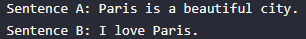 Sentence A: Paris is a beautiful city.
Sentence B: I love Paris.